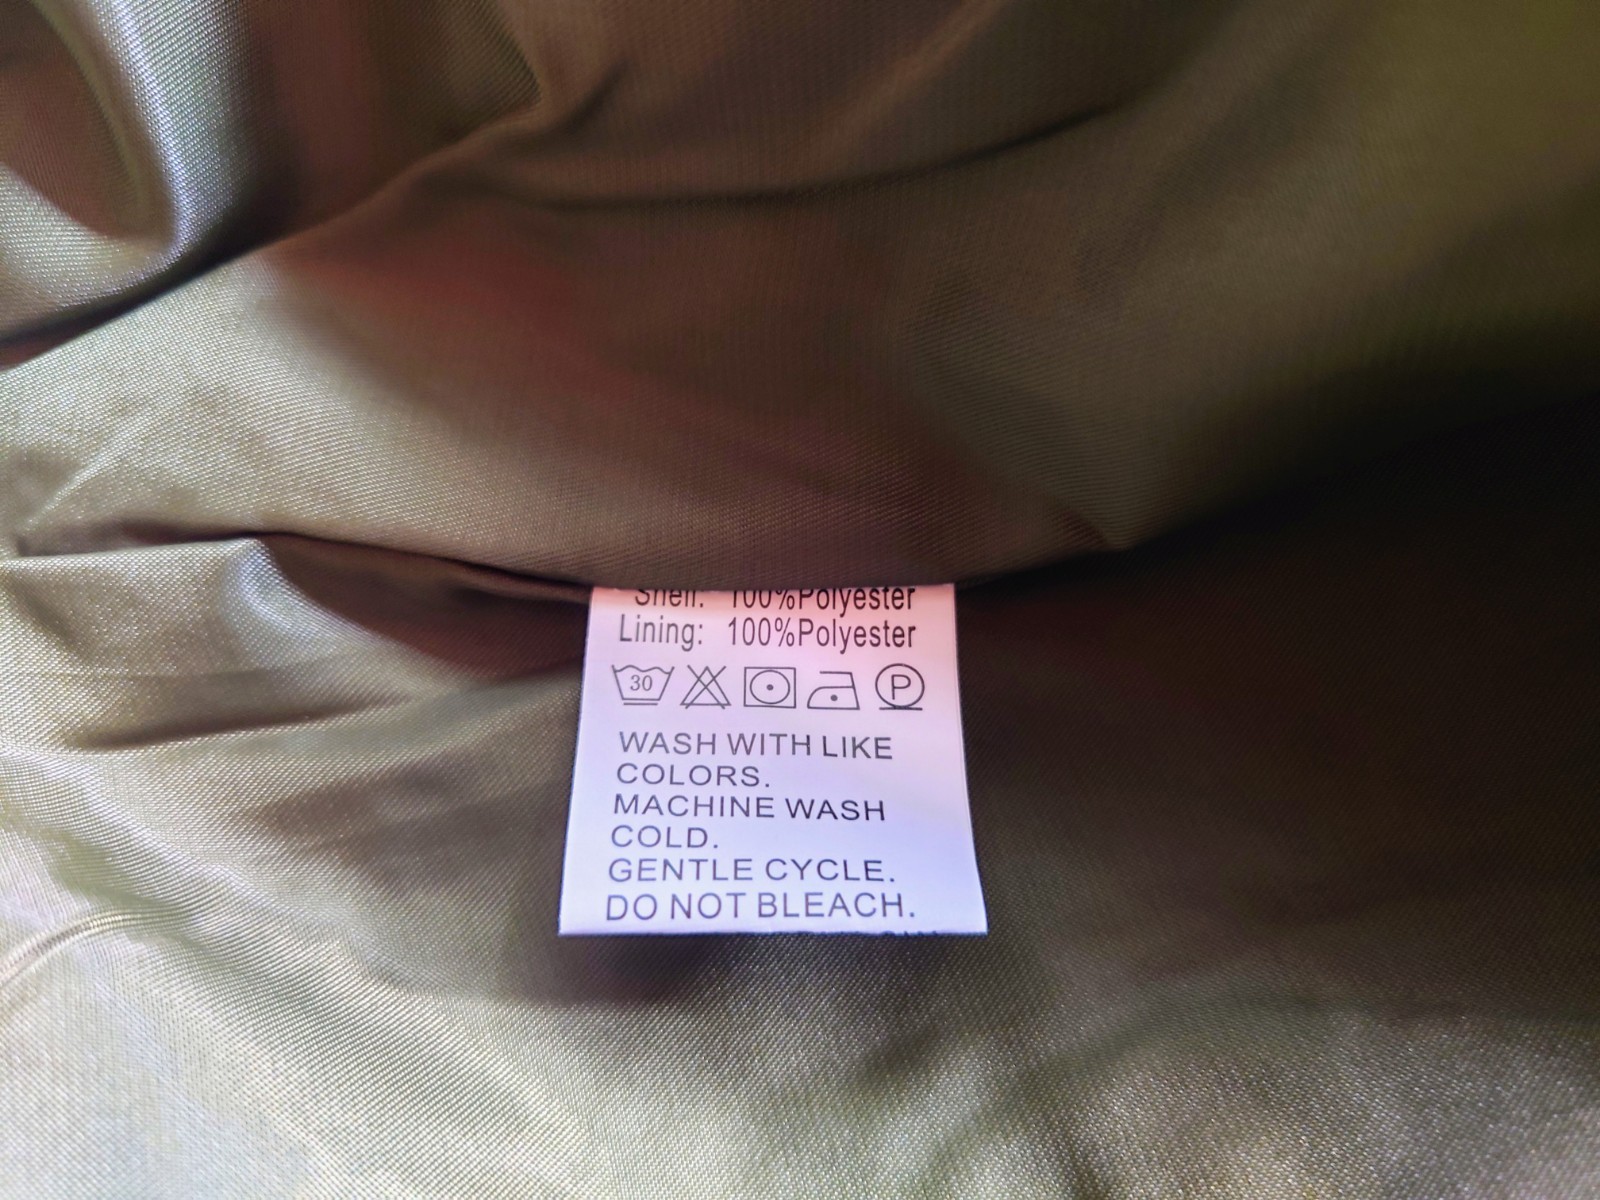 Shell: 100%Polyester
Lining: 100%Polyester
30 P
WASH WITH LIKE
COLORS.
MACHINE WASH
COLD.
GENTLE CYCLE.
DO NOT BLEACH.